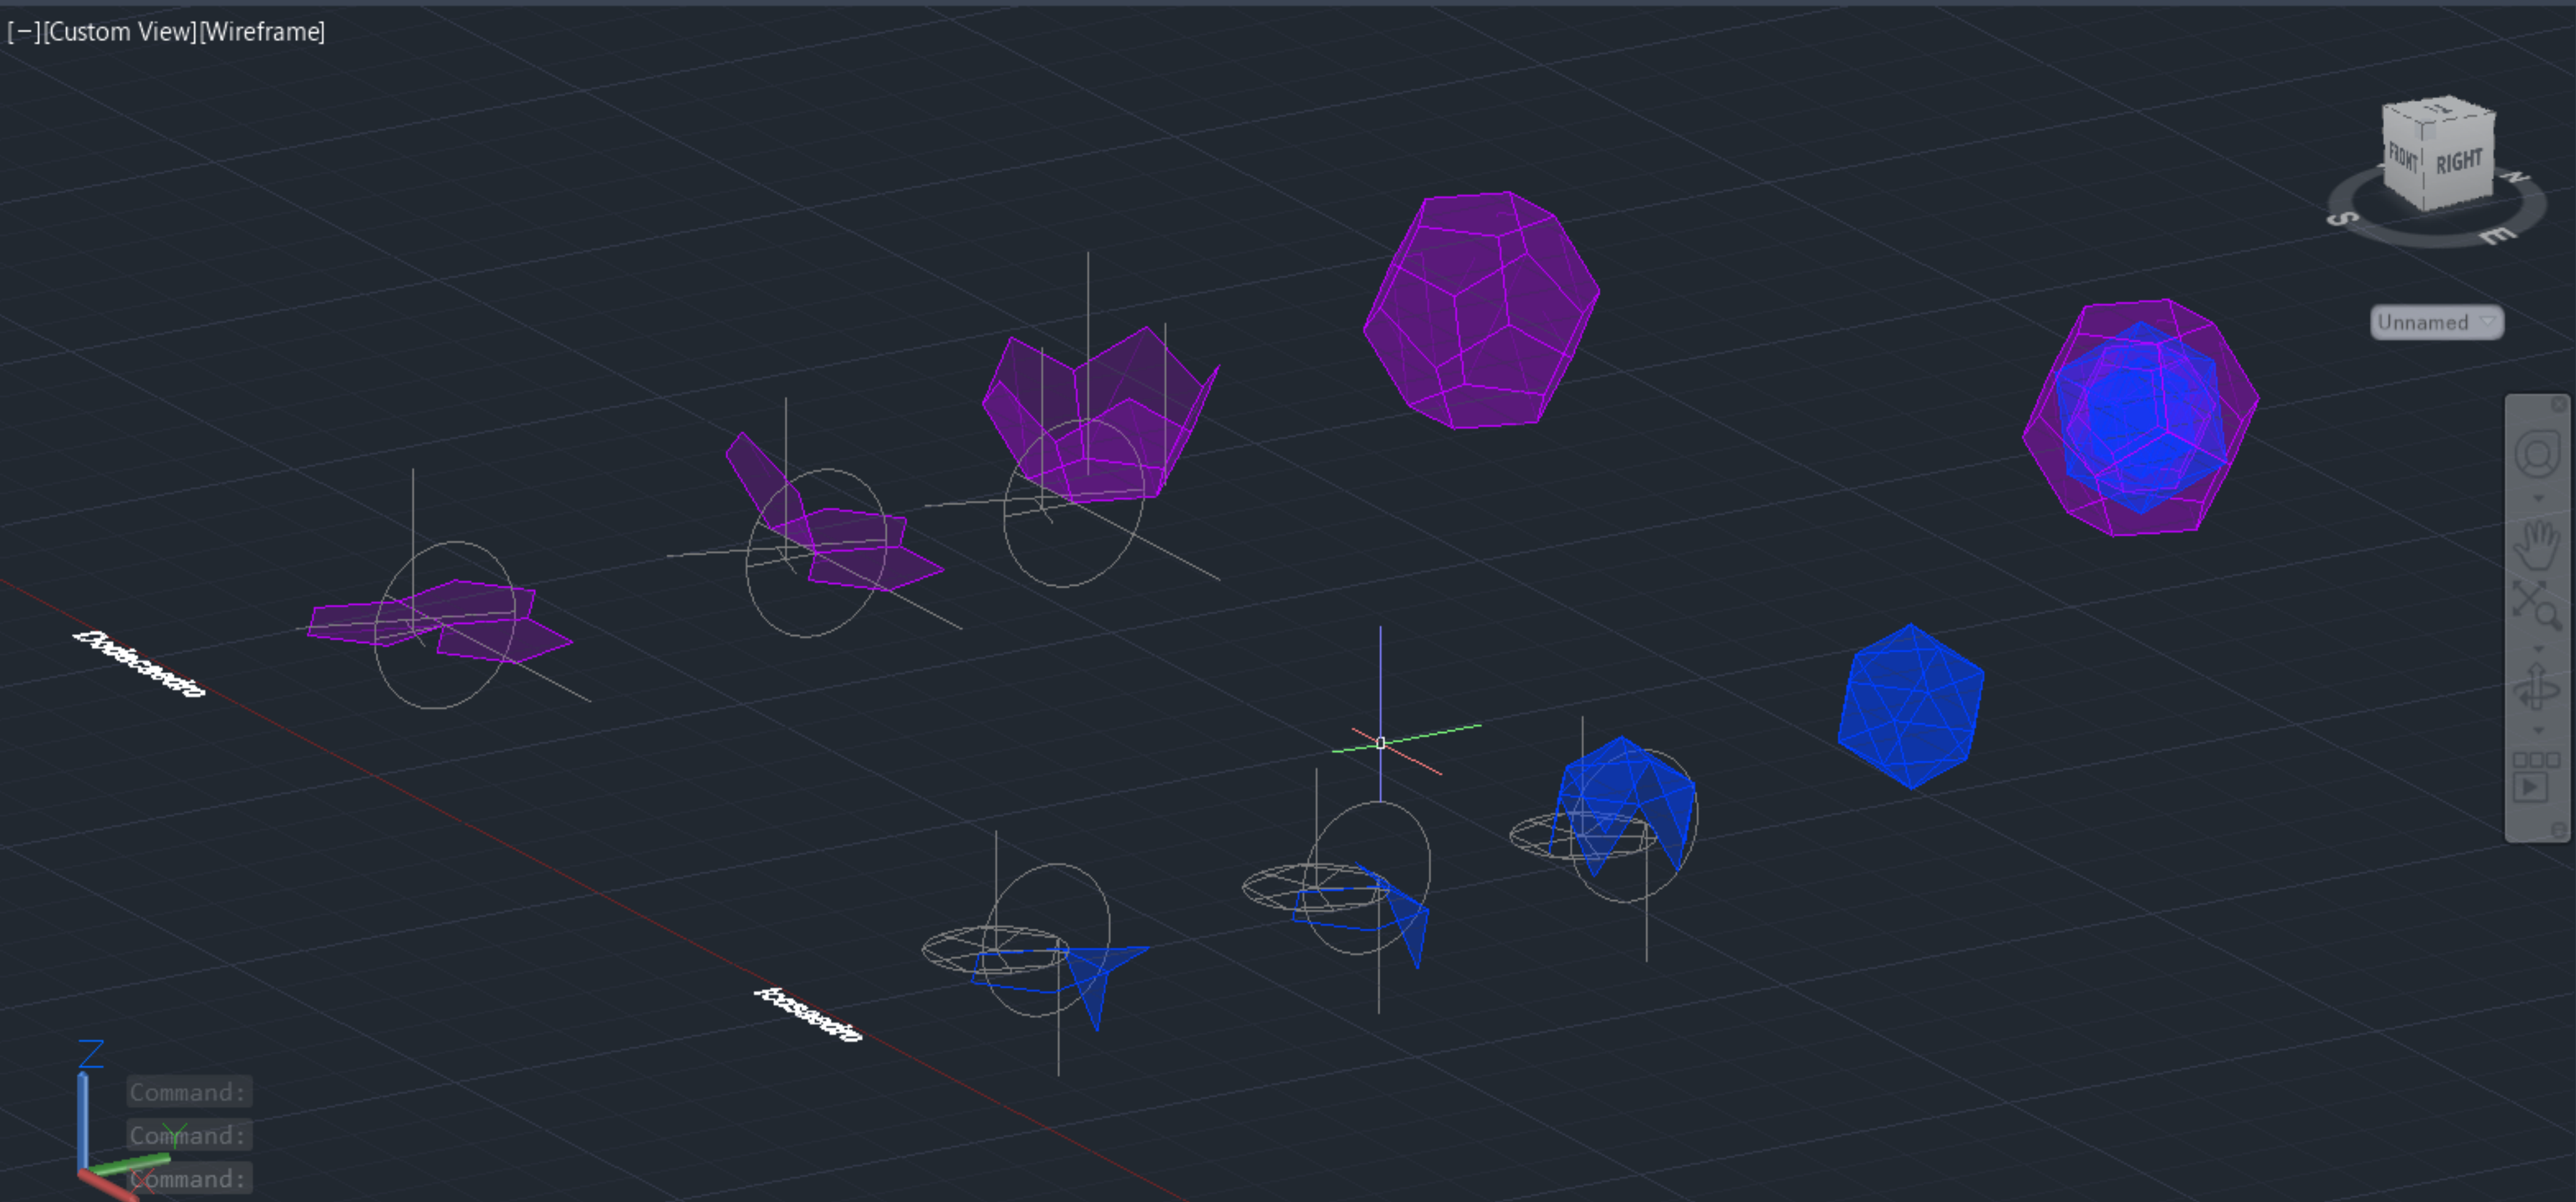 [−][Custom View][Wireframe]
FRONT
RIGHT
N
S
E
Unnamed
Dodecaedro
Icosaedro
Z
Y
X
Command:
Command:
Command: